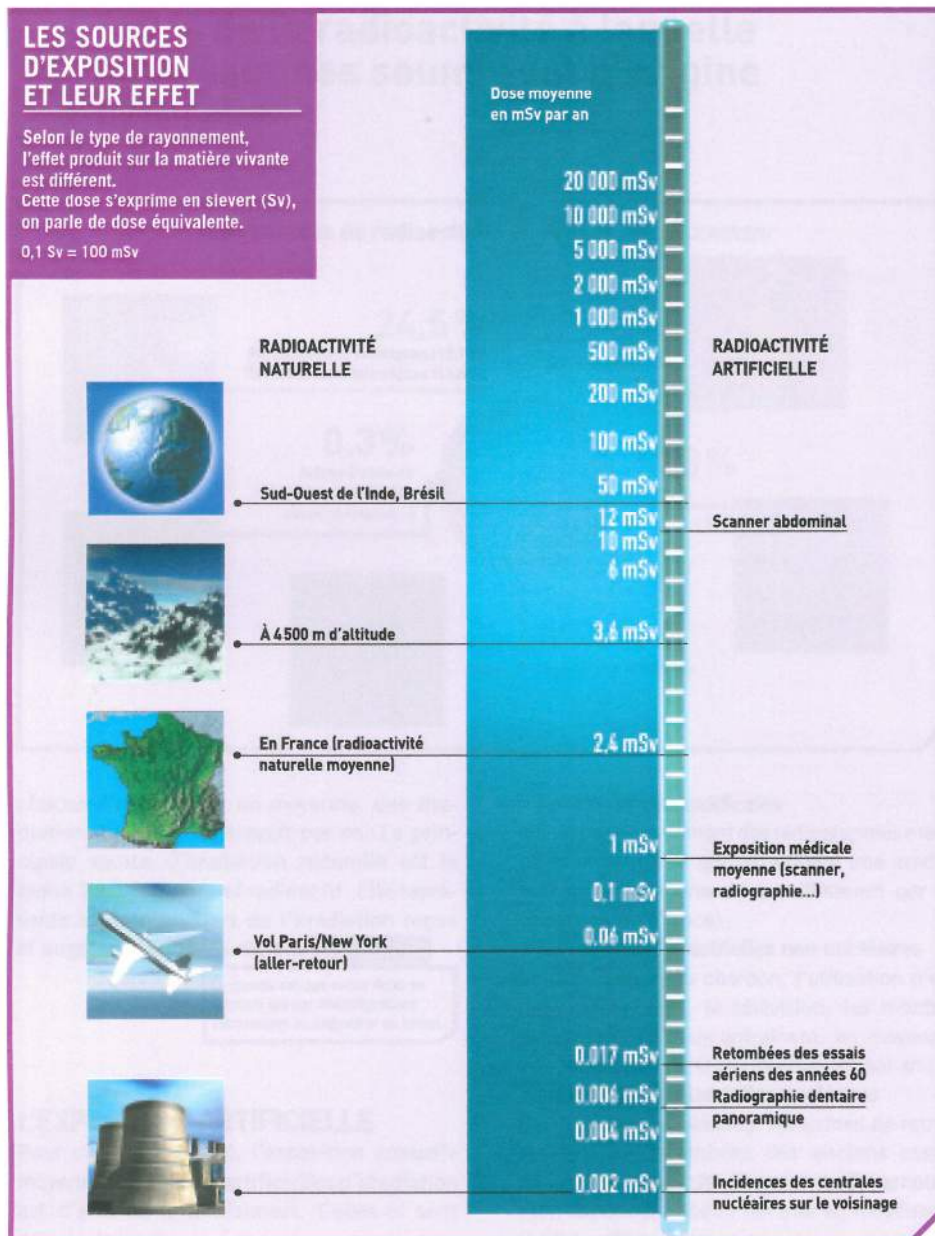 LES SOURCES
D'EXPOSITION
ET LEUR EFFET
Selon le type de rayonnement,
l'effet produit sur la matière vivante
est différent.
Cette dose s'exprime en sievert (Sv),
on parle de dose équivalente.
0,1 Sv = 100 mSv
Dose moyenne
en mSv par an
20 000 mSv
10 000 mSv
5 000 mSv
2 000 mSv
1 000 mSv
500 mSv
200 mSv
100 mSv
50 mSv
12 mSv
10 mSv
6 mSv
3,6 mSv
2,4 mSv
1 mSv
0,1 mSv
0,06 mSv
0,017 mSv
0,006 mSv
0,004 mSv
0,002 mSv
RADIOACTIVITÉ
NATURELLE
Sud-Ouest de l'Inde, Brésil
À 4500 m d'altitude
En France (radioactivité
naturelle moyenne)
Vol Paris/New York
(aller-retour)
RADIOACTIVITÉ
ARTIFICIELLE
Scanner abdominal
Exposition médicale
moyenne (scanner,
radiographie...)
Retombées des essais
aériens des années 60
Radiographie dentaire
panoramique
Incidences des centrales
nucléaires sur le voisinage